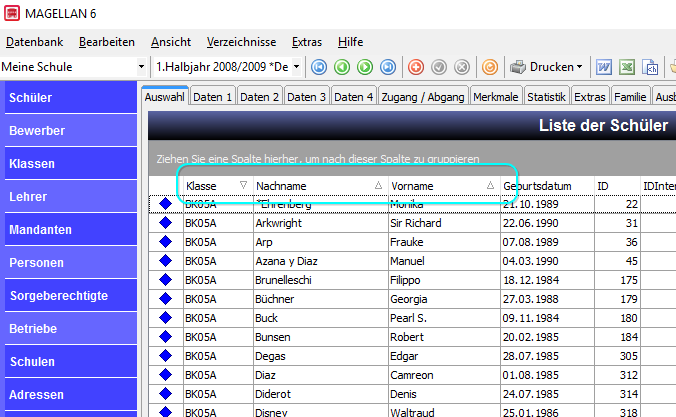 MAGELLAN 6
Datenbank Bearbeiten Ansicht Verzeichnisse Extras Hilfe
Meine Schule 1.Halbjahr 2008/2009 *De Drucken
Schüler
Bewerber
Klassen
Lehrer
Mandanten
Personen
Sorgeberechtigte
Betriebe
Schulen
Adressen
Auswahl Daten 1 Daten 2 Daten 3 Daten 4 Zugang / Abgang Merkmale Statistik Extras Familie Ausb
Liste der Schüler
Ziehen Sie eine Spalte hierher, um nach dieser Spalte zu gruppieren
Klasse Nachname Vorname Geburtsdatum ID IDInter
BK05A *Ehrenberg Monika 21.10.1989 22
BK05A Arkwright Sir Richard 22.06.1990 31
BK05A Arp Frauke 07.08.1989 36
BK05A Azana y Diaz Manuel 04.03.1990 45
BK05A Brunelleschi Filippo 18.12.1984 175
BK05A Büchner Georgia 27.03.1988 179
BK05A Buck Pearl S. 09.11.1984 180
BK05A Bunsen Robert 20.02.1985 184
BK05A Degas Edgar 28.07.1985 305
BK05A Diaz Camreon 01.08.1985 312
BK05A Diderot Denis 24.07.1985 314
BK05A Disney Waltraud 25.01.1986 318